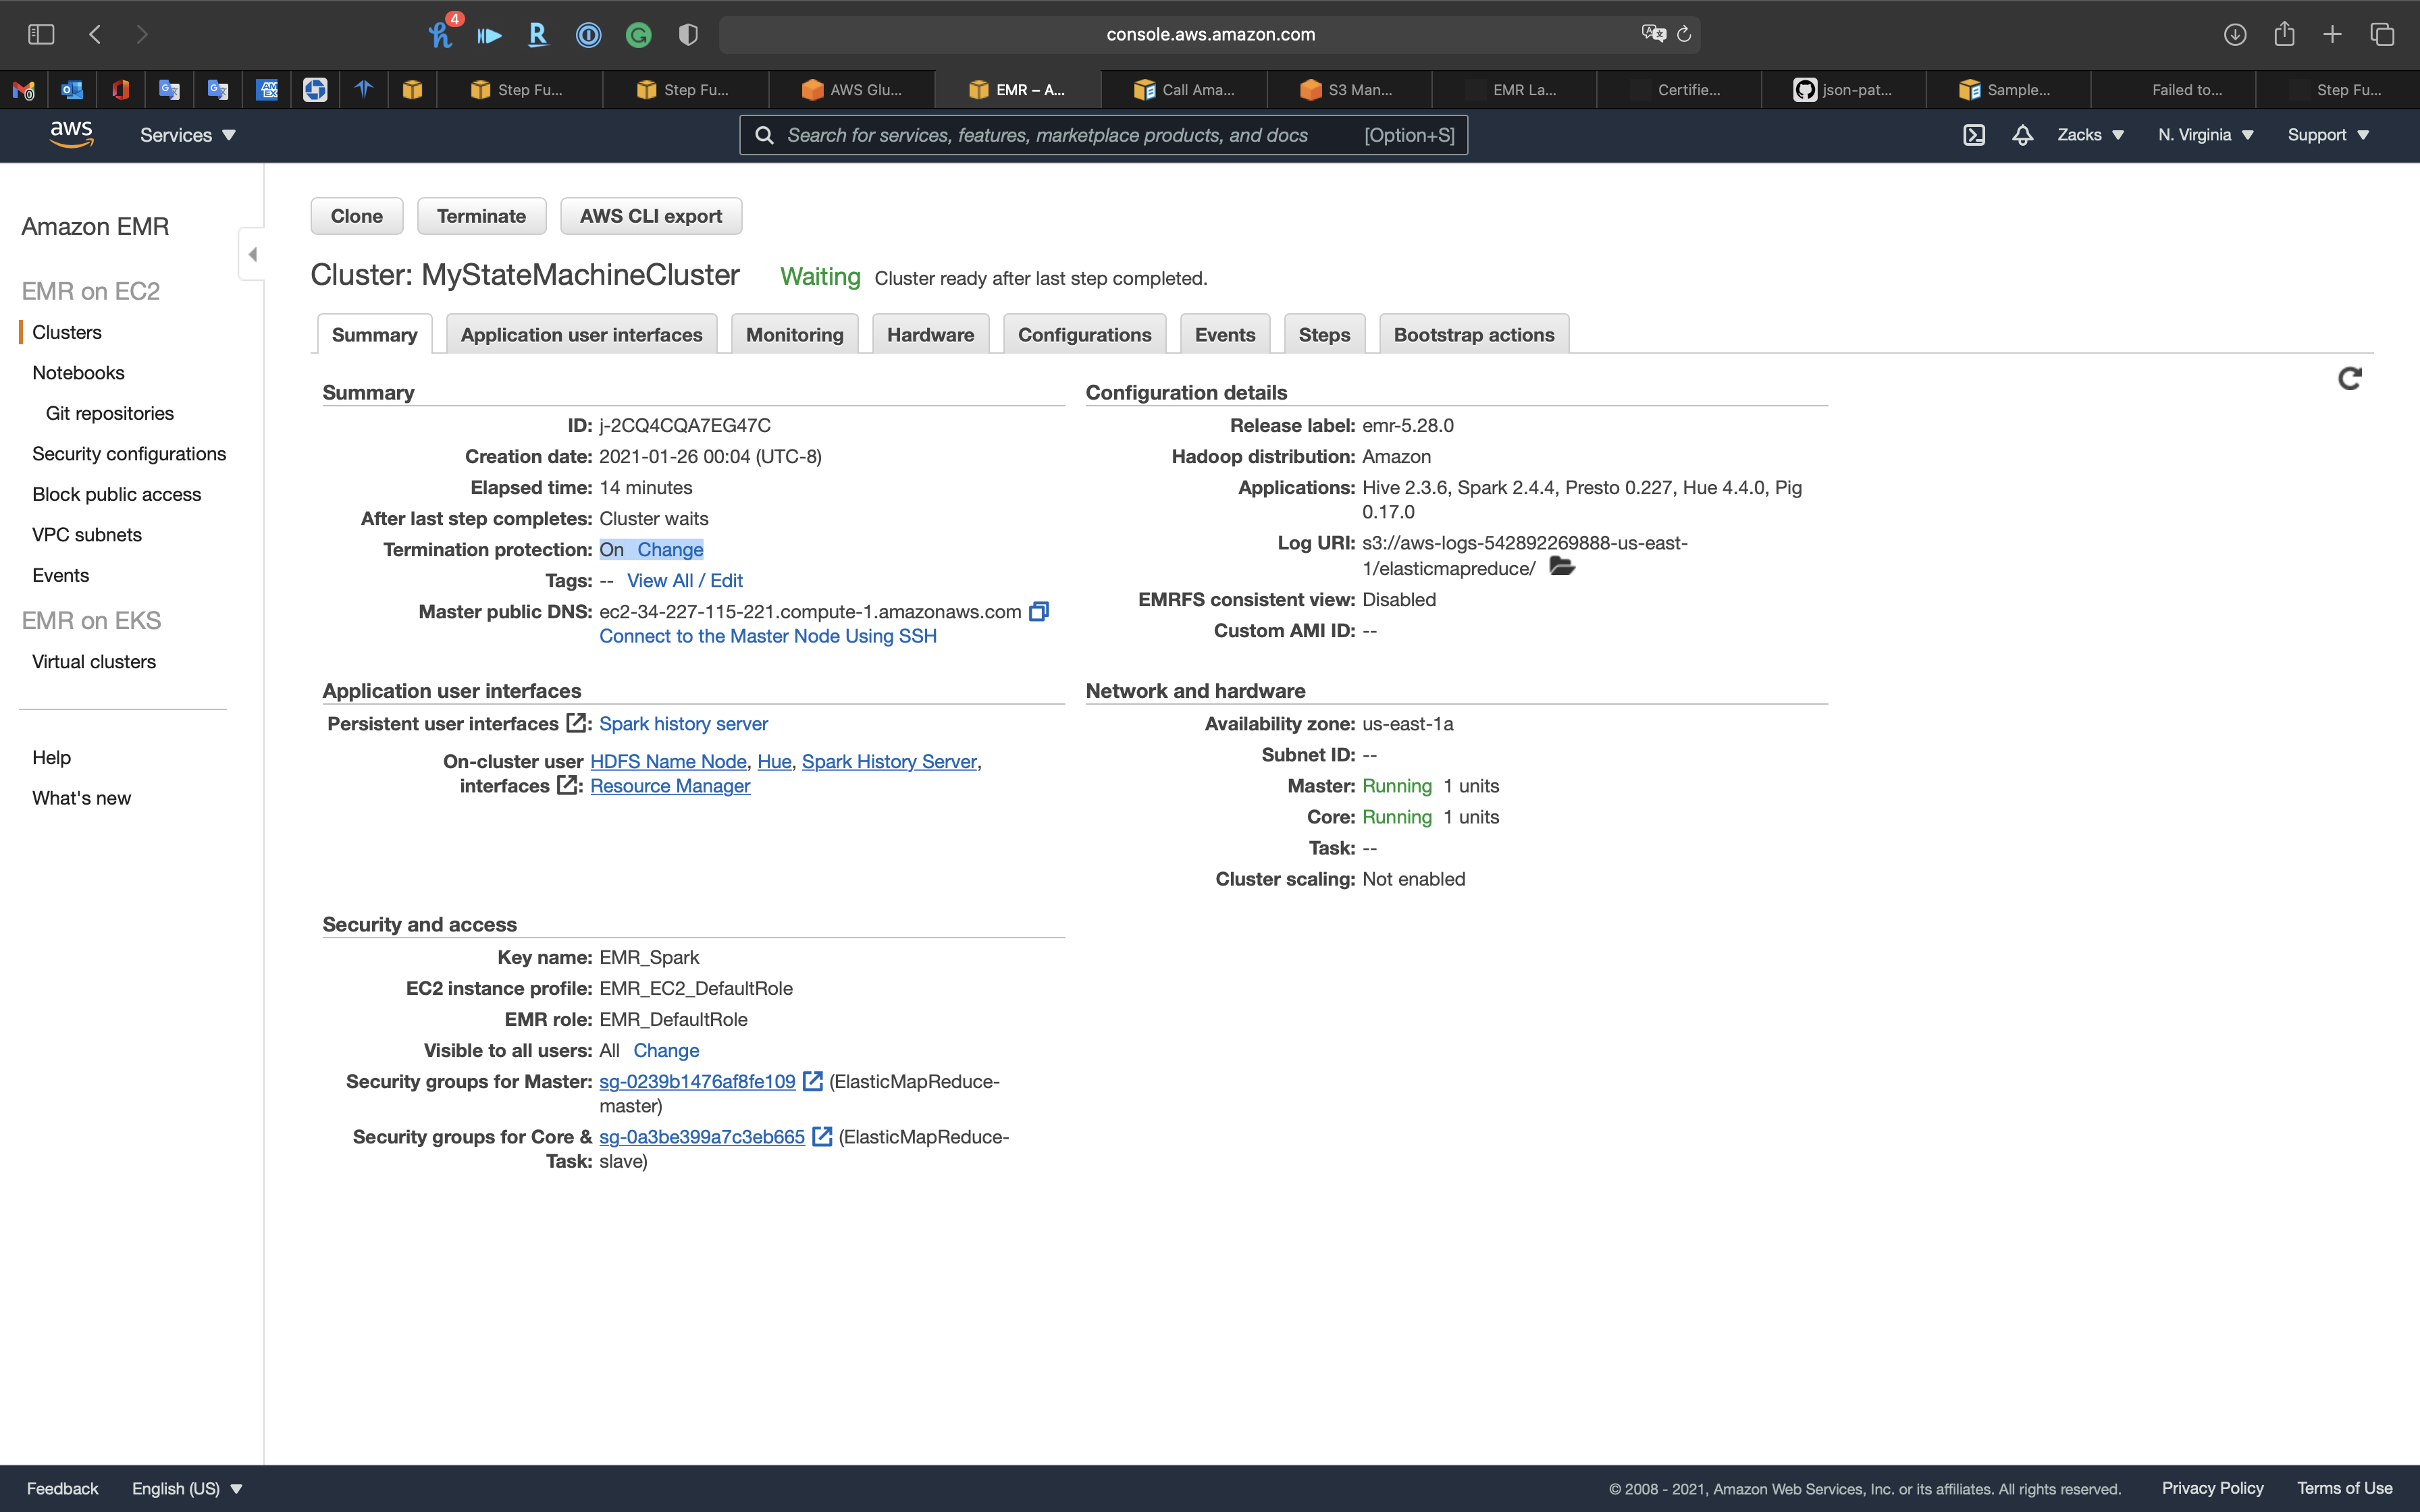 4
console.aws.amazon.com
Step Fu...
Step Fu...
AWS Glu...
EMR – A...
Call Ama...
S3 Man...
EMR La...
Certifie...
json-pat...
Sample...
Failed to...
Step Fu...
aws
Services
Search for services, features, marketplace products, and docs [Option+S]
Zacks
N. Virginia
Support
Amazon EMR
EMR on EC2
Clusters
Notebooks
Git repositories
Security configurations
Block public access
VPC subnets
Events
EMR on EKS
Virtual clusters
Help
What's new
Clone
Terminate
AWS CLI export
Cluster: MyStateMachineCluster Waiting Cluster ready after last step completed.
Summary
Application user interfaces
Monitoring
Hardware
Configurations
Events
Steps
Bootstrap actions
Summary
ID: j-2CQ4CQA7EG47C
Creation date: 2021-01-26 00:04 (UTC-8)
Elapsed time: 14 minutes
After last step completes: Cluster waits
Termination protection: On Change
Tags: -- View All / Edit
Master public DNS: ec2-34-227-115-221.compute-1.amazonaws.com
Connect to the Master Node Using SSH
Configuration details
Release label: emr-5.28.0
Hadoop distribution: Amazon
Applications: Hive 2.3.6, Spark 2.4.4, Presto 0.227, Hue 4.4.0, Pig
0.17.0
Log URI: s3://aws-logs-542892269888-us-east-
1/elasticmapreduce/
EMRFS consistent view: Disabled
Custom AMI ID: --
Application user interfaces
Persistent user interfaces : Spark history server
On-cluster user HDFS Name Node, Hue, Spark History Server,
interfaces : Resource Manager
Network and hardware
Availability zone: us-east-1a
Subnet ID: --
Master: Running 1 units
Core: Running 1 units
Task: --
Cluster scaling: Not enabled
Security and access
Key name: EMR_Spark
EC2 instance profile: EMR_EC2_DefaultRole
EMR role: EMR_DefaultRole
Visible to all users: All Change
Security groups for Master: sg-0239b1476af8fe109 (ElasticMapReduce-
master)
Security groups for Core & sg-0a3be399a7c3eb665 (ElasticMapReduce-
Task: slave)
Feedback
English (US)
© 2008 - 2021, Amazon Web Services, Inc. or its affiliates. All rights reserved.
Privacy Policy
Terms of Use